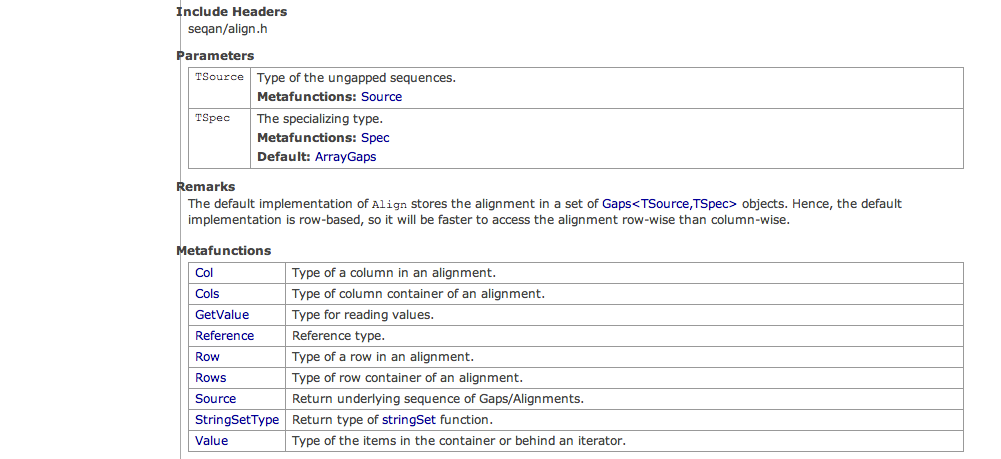 Include Headers
seqan/align.h
Parameters
TSource Type of the ungapped sequences.
Metafunctions: Source
TSpec The specializing type.
Metafunctions: Spec
Default: ArrayGaps
Remarks
The default implementation of Align stores the alignment in a set of Gaps<TSource,TSpec> objects. Hence, the default
implementation is row-based, so it will be faster to access the alignment row-wise than column-wise.
Metafunctions
Col Type of a column in an alignment.
Cols Type of column container of an alignment.
GetValue Type for reading values.
Reference Reference type.
Row Type of a row in an alignment.
Rows Type of row container of an alignment.
Source Return underlying sequence of Gaps/Alignments.
StringSetType Return type of stringSet function.
Value Type of the items in the container or behind an iterator.